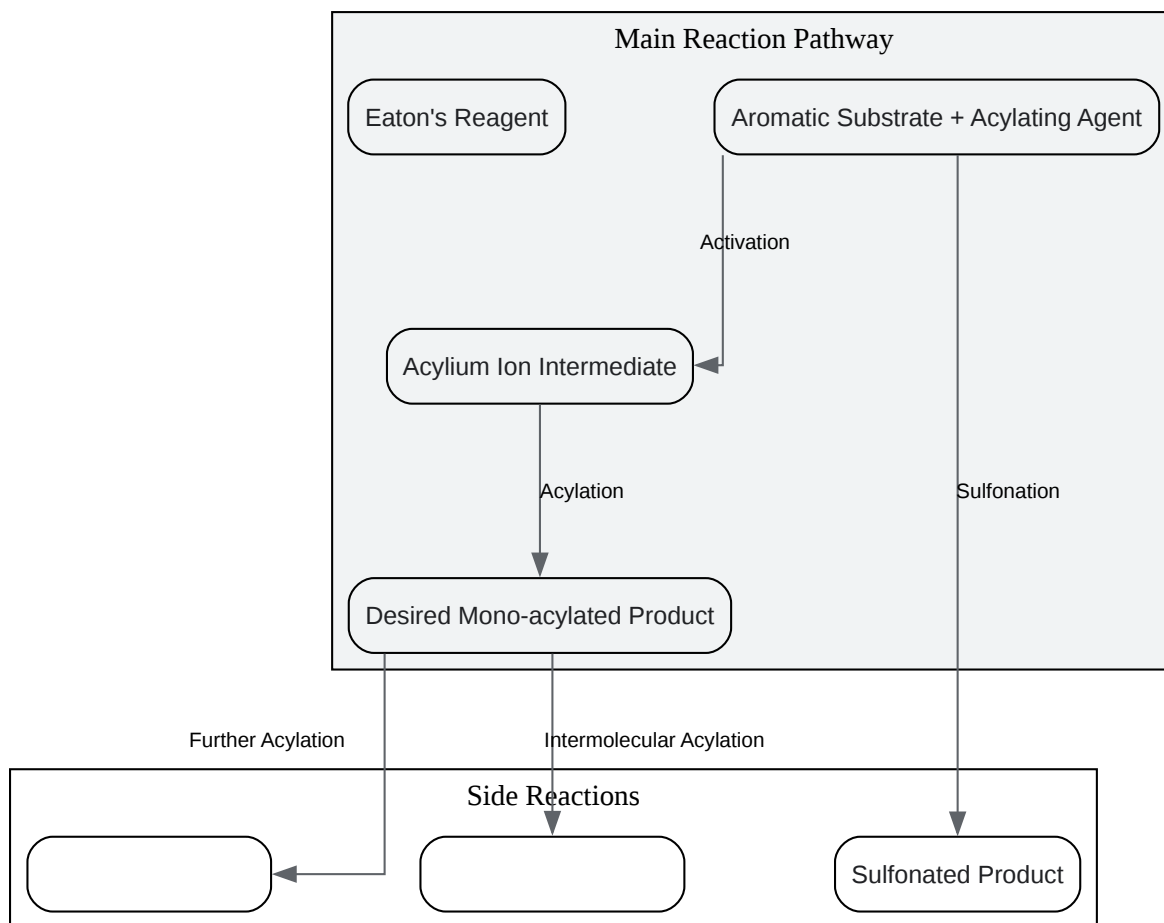 Main Reaction Pathway
Eaton's Reagent
Aromatic Substrate + Acylating Agent
Activation
Acylium Ion Intermediate
Acylation
Sulfonation
Desired Mono-acylated Product
Further Acylation
Intermolecular Acylation
Side Reactions
Sulfonated Product